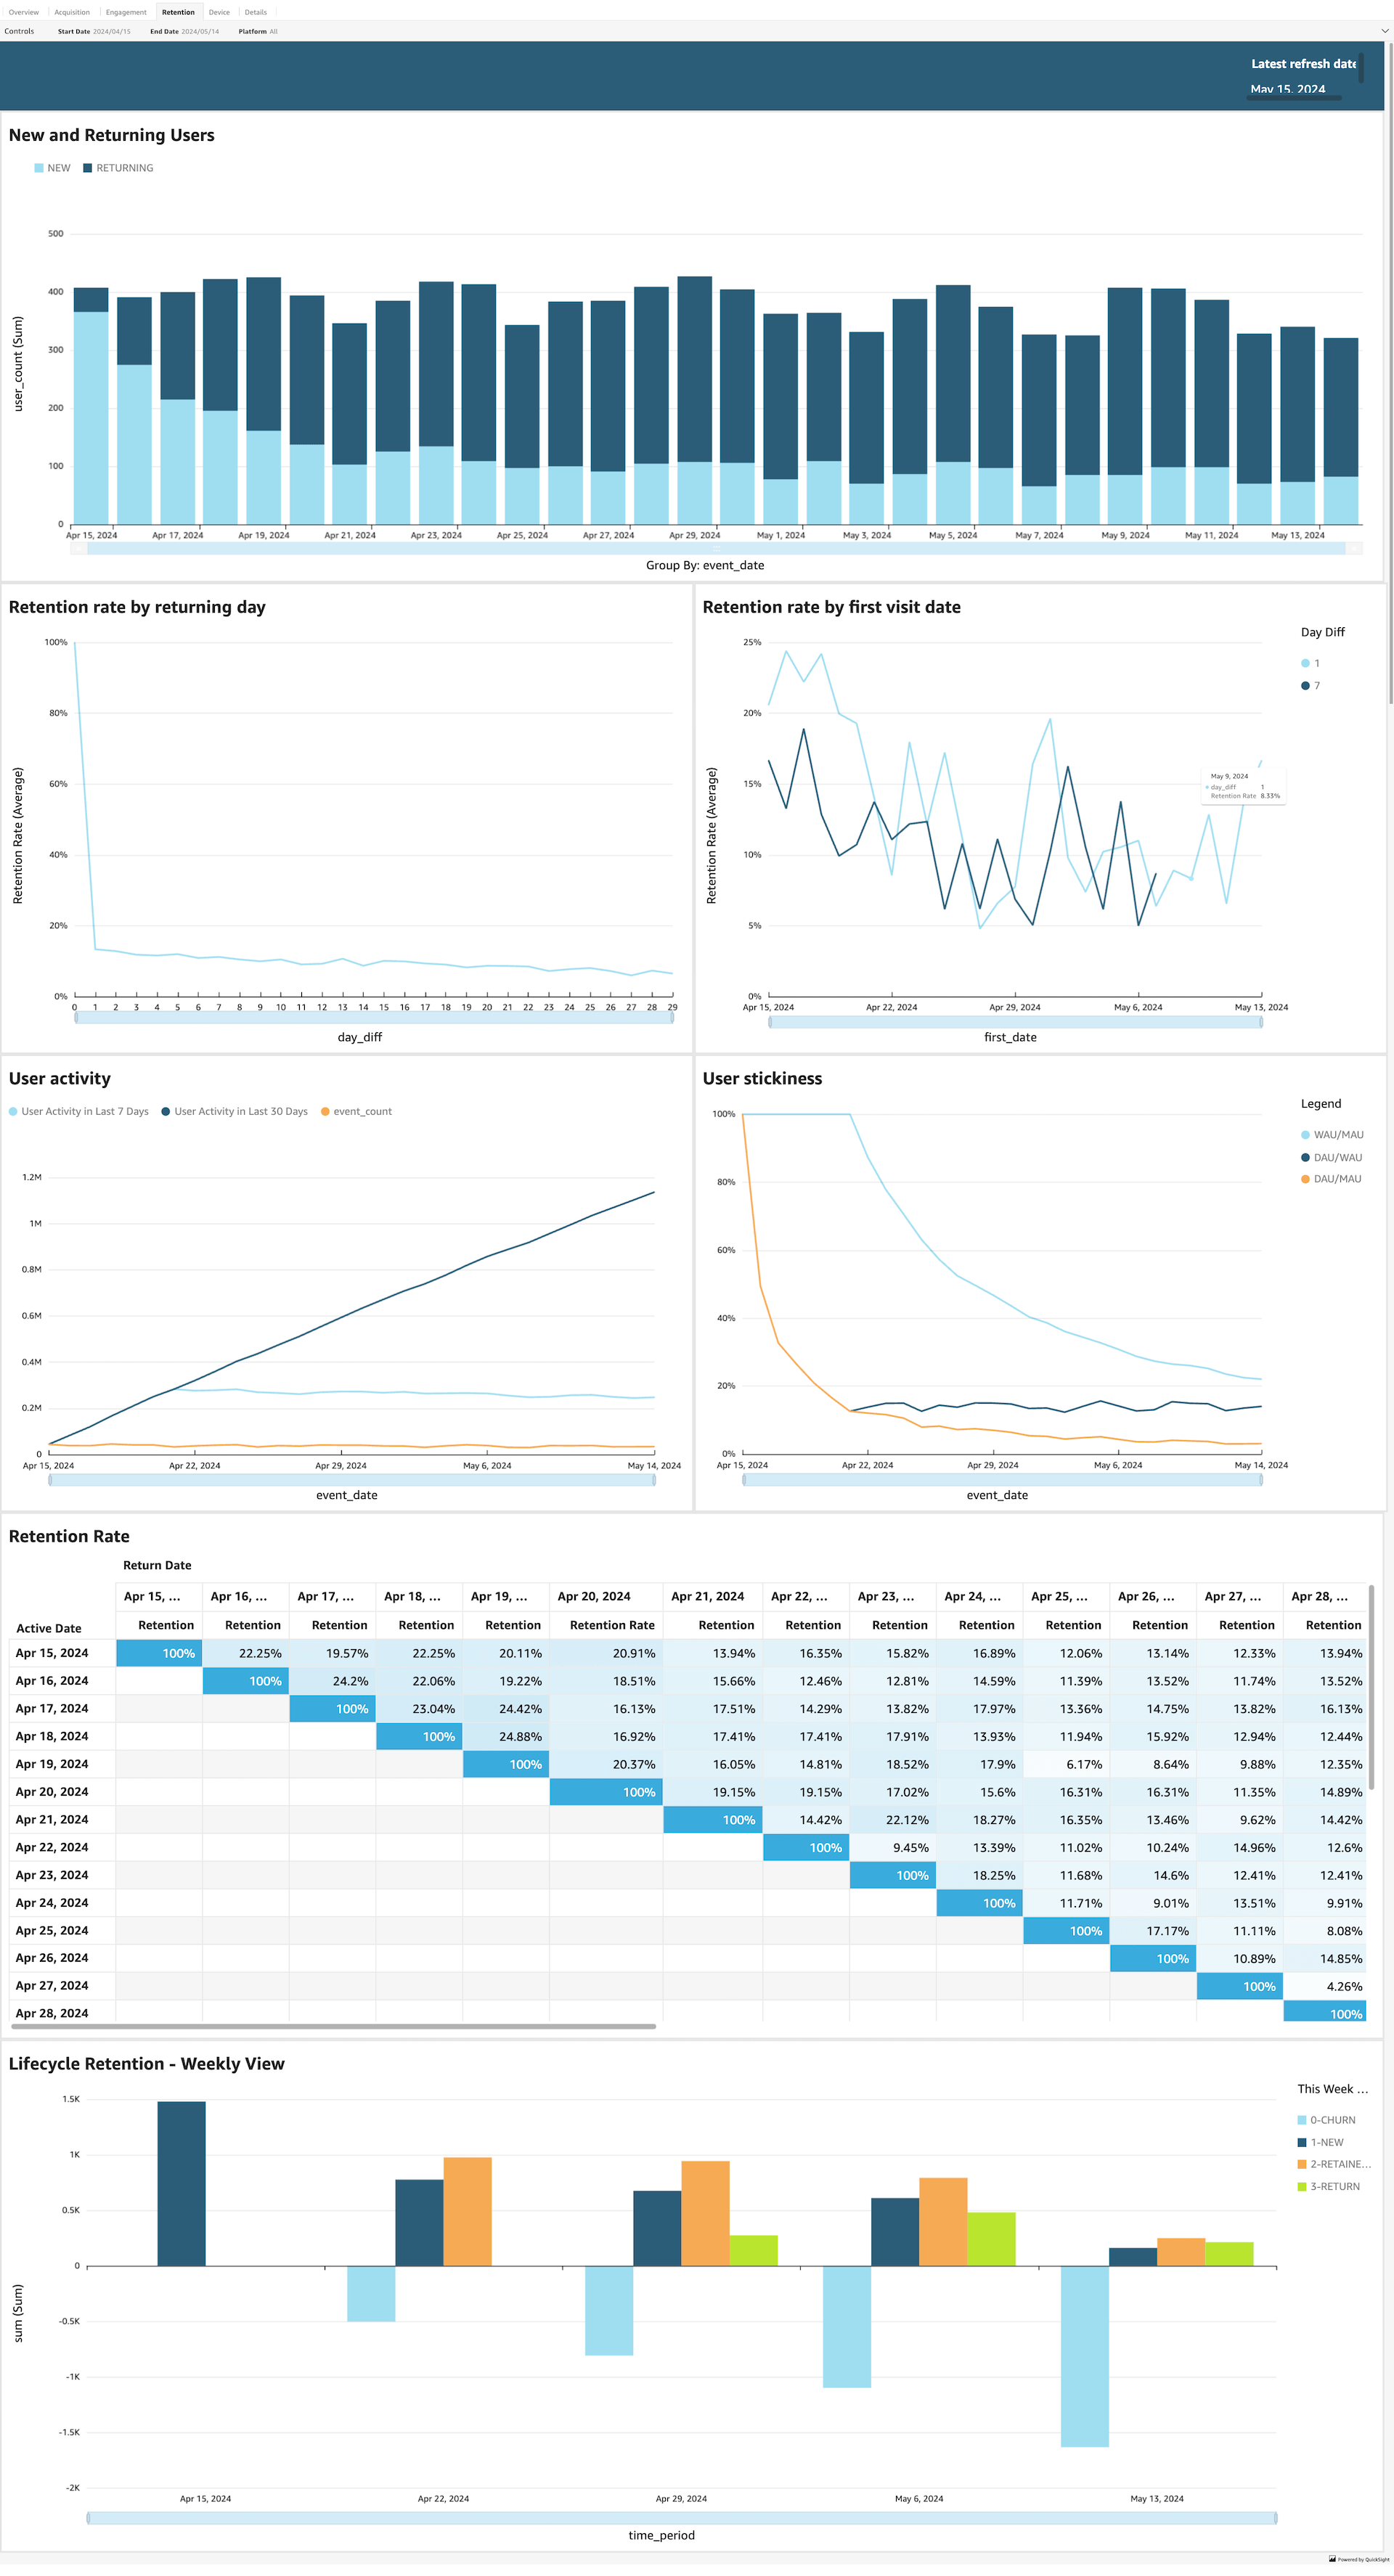 Overview Acquisition Engagement Retention Device Details
Controls Start Date 2024/04/15 End Date 2024/05/14 Platform All
Latest refresh date
May 15, 2024
New and Returning Users
NEW RETURNING
500
400
300
200
100
0
user_count (Sum)
Apr 15, 2024 Apr 17, 2024 Apr 19, 2024 Apr 21, 2024 Apr 23, 2024 Apr 25, 2024 Apr 27, 2024 Apr 29, 2024 May 1, 2024 May 3, 2024 May 5, 2024 May 7, 2024 May 9, 2024 May 11, 2024 May 13, 2024
Group By: event_date
Retention rate by returning day
100%
80%
60%
40%
20%
0%
Retention Rate (Average)
0 1 2 3 4 5 6 7 8 9 10 11 12 13 14 15 16 17 18 19 20 21 22 23 24 25 26 27 28 29
day_diff
Retention rate by first visit date
Day Diff
1
7
25%
20%
15%
10%
5%
0%
Retention Rate (Average)
May 9, 2024
day_diff 1
Retention Rate 8.33%
Apr 15, 2024 Apr 22, 2024 Apr 29, 2024 May 6, 2024 May 13, 2024
first_date
User activity
User Activity in Last 7 Days User Activity in Last 30 Days event_count
1.2M
1M
0.8M
0.6M
0.4M
0.2M
0
Apr 15, 2024 Apr 22, 2024 Apr 29, 2024 May 6, 2024 May 14, 2024
event_date
User stickiness
Legend
WAU/MAU
DAU/WAU
DAU/MAU
100%
80%
60%
40%
20%
0%
Apr 15, 2024 Apr 22, 2024 Apr 29, 2024 May 6, 2024 May 14, 2024
event_date
Retention Rate
Return Date
Apr 15, ... Apr 16, ... Apr 17, ... Apr 18, ... Apr 19, ... Apr 20, 2024 Apr 21, 2024 Apr 22, ... Apr 23, ... Apr 24, ... Apr 25, ... Apr 26, ... Apr 27, ... Apr 28, ...
Active Date Retention Retention Retention Retention Retention Retention Rate Retention Retention Retention Retention Retention Retention Retention Retention
Apr 15, 2024 100% 22.25% 19.57% 22.25% 20.11% 20.91% 13.94% 16.35% 15.82% 16.89% 12.06% 13.14% 12.33% 13.94%
Apr 16, 2024 100% 24.2% 22.06% 19.22% 18.51% 15.66% 12.46% 12.81% 14.59% 11.39% 13.52% 11.74% 13.52%
Apr 17, 2024 100% 23.04% 24.42% 16.13% 17.51% 14.29% 13.82% 17.97% 13.36% 14.75% 13.82% 16.13%
Apr 18, 2024 100% 24.88% 16.92% 17.41% 17.41% 17.91% 13.93% 11.94% 15.92% 12.94% 12.44%
Apr 19, 2024 100% 20.37% 16.05% 14.81% 18.52% 17.9% 6.17% 8.64% 9.88% 12.35%
Apr 20, 2024 100% 19.15% 19.15% 17.02% 15.6% 16.31% 16.31% 11.35% 14.89%
Apr 21, 2024 100% 14.42% 22.12% 18.27% 16.35% 13.46% 9.62% 14.42%
Apr 22, 2024 100% 9.45% 13.39% 11.02% 10.24% 14.96% 12.6%
Apr 23, 2024 100% 18.25% 11.68% 14.6% 12.41% 12.41%
Apr 24, 2024 100% 11.71% 9.01% 13.51% 9.91%
Apr 25, 2024 100% 17.17% 11.11% 8.08%
Apr 26, 2024 100% 10.89% 14.85%
Apr 27, 2024 100% 4.26%
Apr 28, 2024 100%
Lifecycle Retention - Weekly View
This Week ...
0-CHURN
1-NEW
2-RETAINE...
3-RETURN
1.5K
1K
0.5K
0
-0.5K
-1K
-1.5K
-2K
sum (Sum)
Apr 15, 2024 Apr 22, 2024 Apr 29, 2024 May 6, 2024 May 13, 2024
time_period
Powered by QuickSight